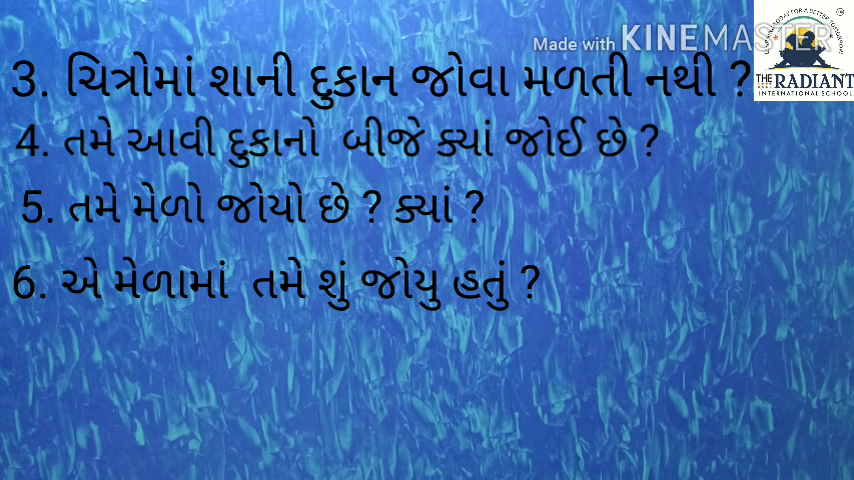 Made with KINEMASTER
3. ચિત્રોમાં શાની દુકાન જોવા મળતી નથી ?
THE RADIANT
INTERNATIONAL SCHOOL
4. તમે આવી દુકાનો બીજે ક્યાં જોઈ છે ?
5. તમે મેળો જોયો છે ? ક્યાં ?
6. એ મેળામાં તમે શું જોયુ હતું ?